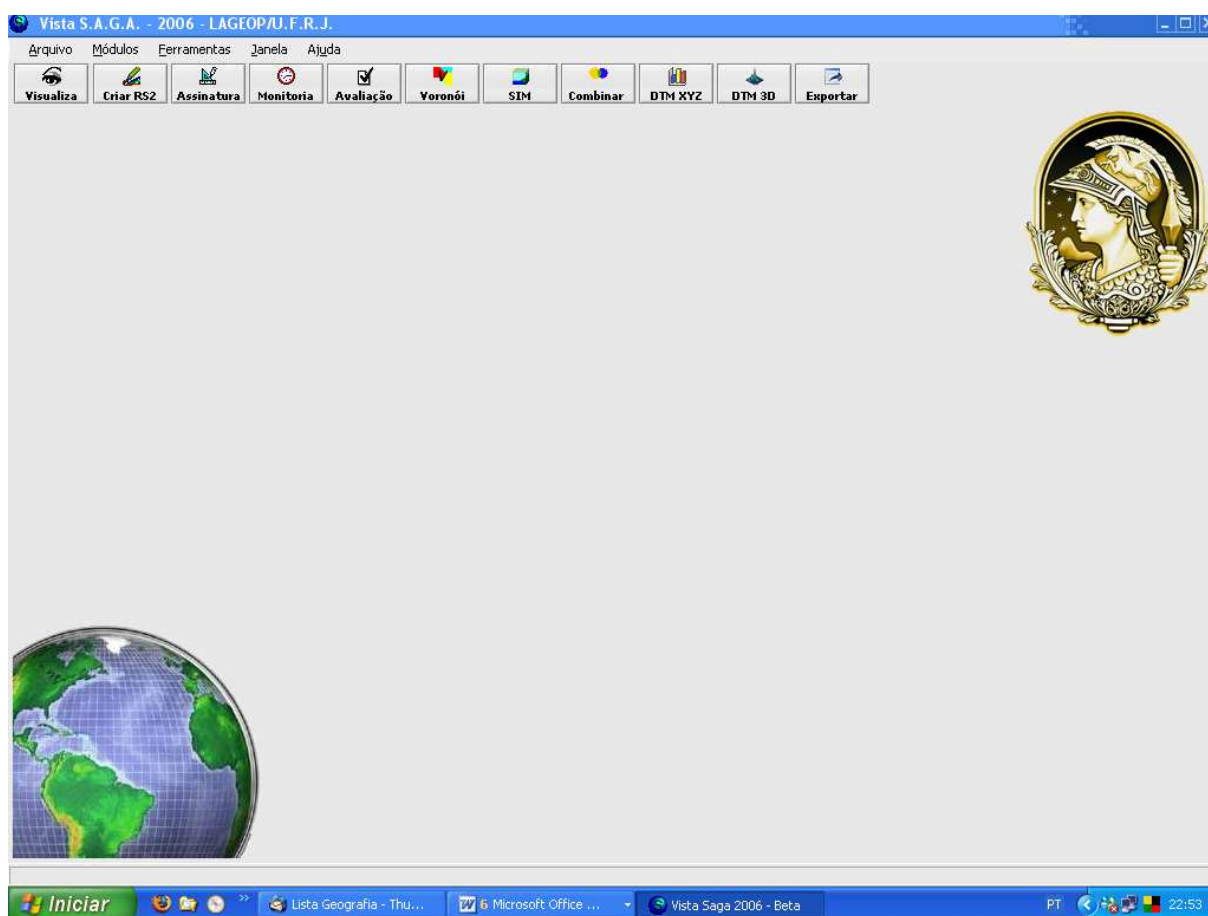 Vista S.A.G.A. - 2006 - LAGEOP/U.F.R.J.
Arquivo Módulos Ferramentas Janela Ajuda
Visualiza Criar RS2 Assinatura Monitoria Avaliação Voronói SIM Combinar DTM XYZ DTM 3D Exportar
Iniciar » Lista Geografia - Thu... 6 Microsoft Office ... Vista Saga 2006 - Beta PT 22:53